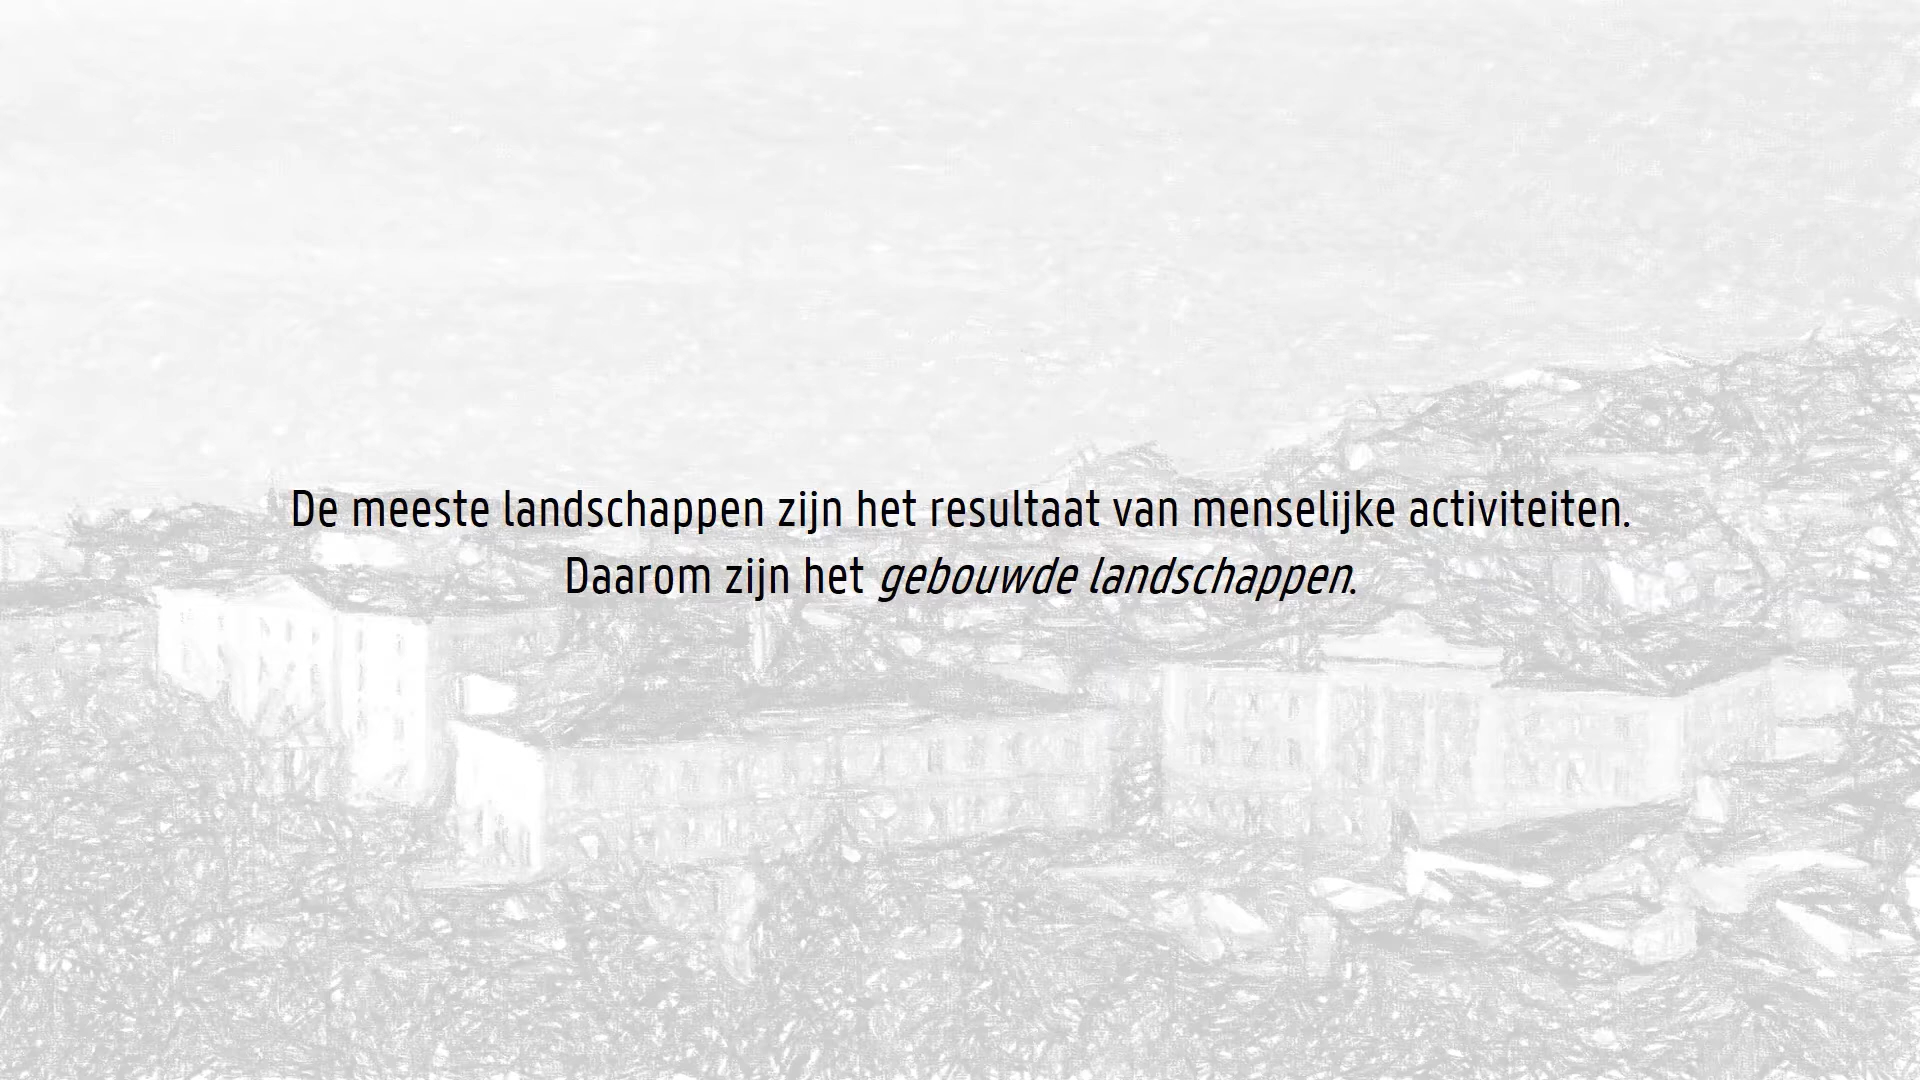 De meeste landschappen zijn het resultaat van menselijke activiteiten.
Daarom zijn het gebouwde landschappen.